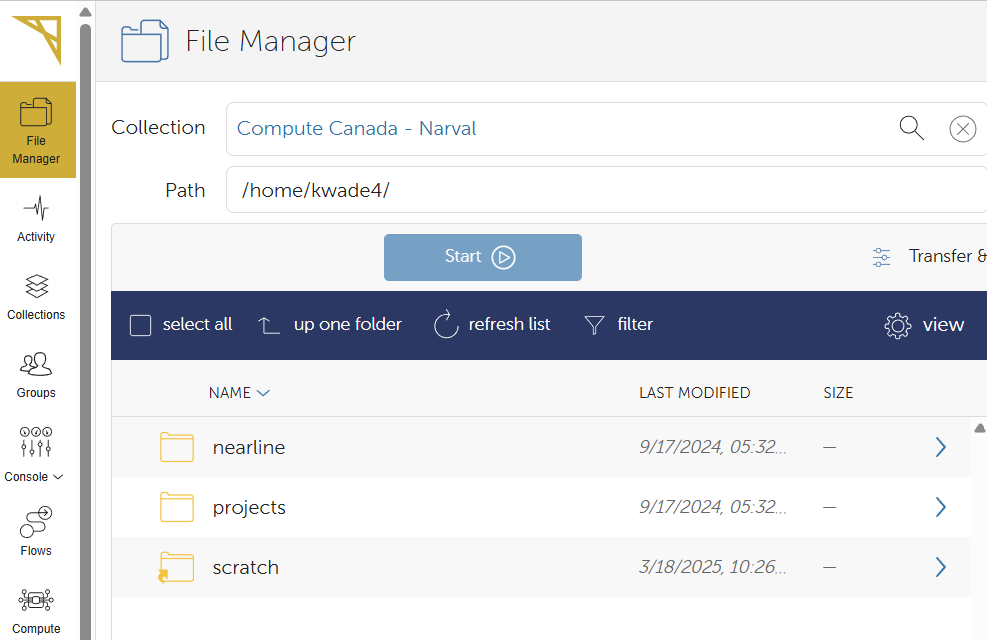 File Manager
File
Manager
Activity
Collections
Groups
Console
Flows
Compute
Collection Compute Canada - Narval
Path /home/kwade4/
Start Transfer &
select all up one folder refresh list filter view
NAME LAST MODIFIED SIZE
nearline 9/17/2024, 05:32... —
projects 9/17/2024, 05:32... —
scratch 3/18/2025, 10:26... —